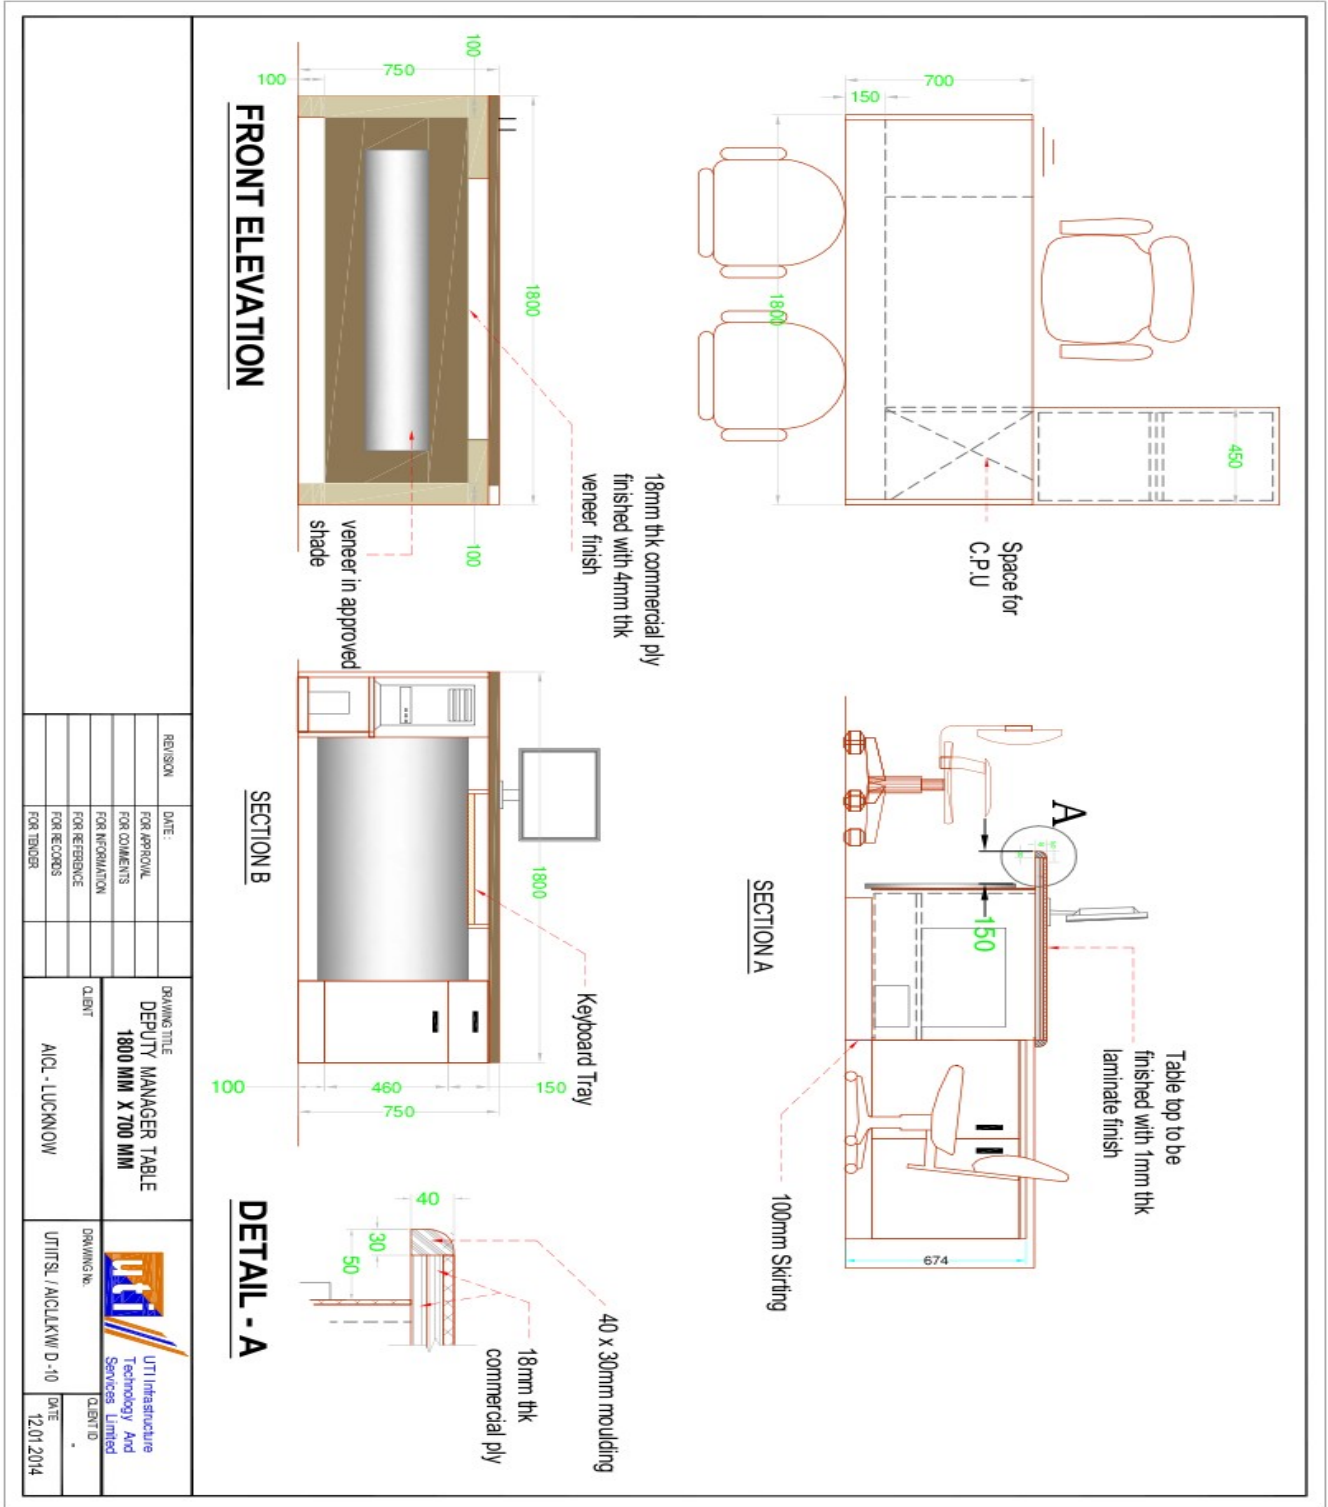 700
150
1800
450
Space for
C.P.U
A
150
674
SECTION A
Table top to be
finished with 1mm thk
laminate finish
100mm Skirting
100
750
100
1800
100
FRONT ELEVATION
18mm thk commercial ply
finished with 4mm thk
veneer finish
veneer in approved
shade
1800
SECTION B
Keyboard Tray
150
460
100
750
40
30
50
DETAIL - A
40 x 30mm moulding
18mm thk
commercial ply
REVISION
DATE :
FOR APPROVAL
FOR COMMENTS
FOR INFORMATION
FOR REFERENCE
FOR RECORDS
FOR TENDER
DRAWING TITLE
DEPUTY MANAGER TABLE
1800 MM X 700 MM
CLIENT
AICL - LUCKNOW
uti
UTI Infrastructure
Technology And
Services Limited
DRAWING No.
UTIITSL / AICL/LKW/ D -10
CLIENT ID
-
DATE
12.01.2014